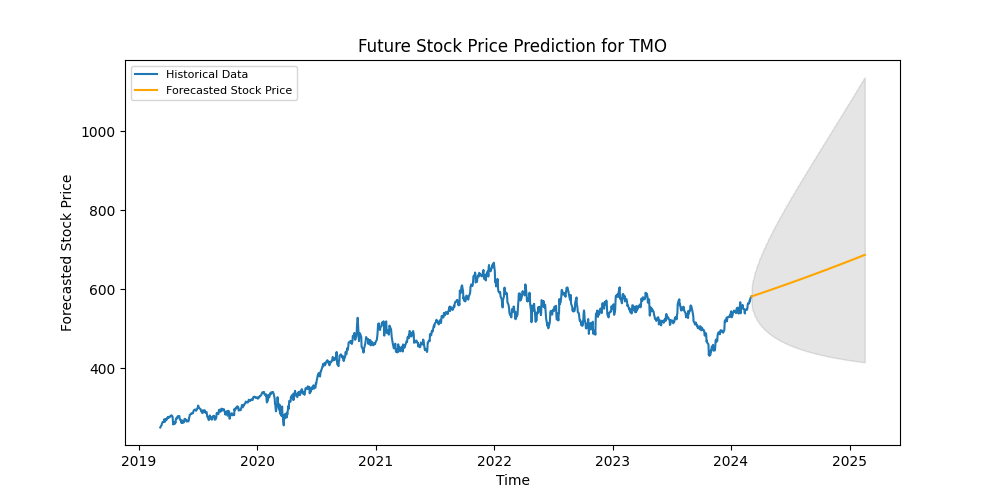 Future Stock Price Prediction for TMO
Historical Data
Forecasted Stock Price
1000
800
600
400
Forecasted Stock Price
2019 2020 2021 2022 2023 2024 2025
Time